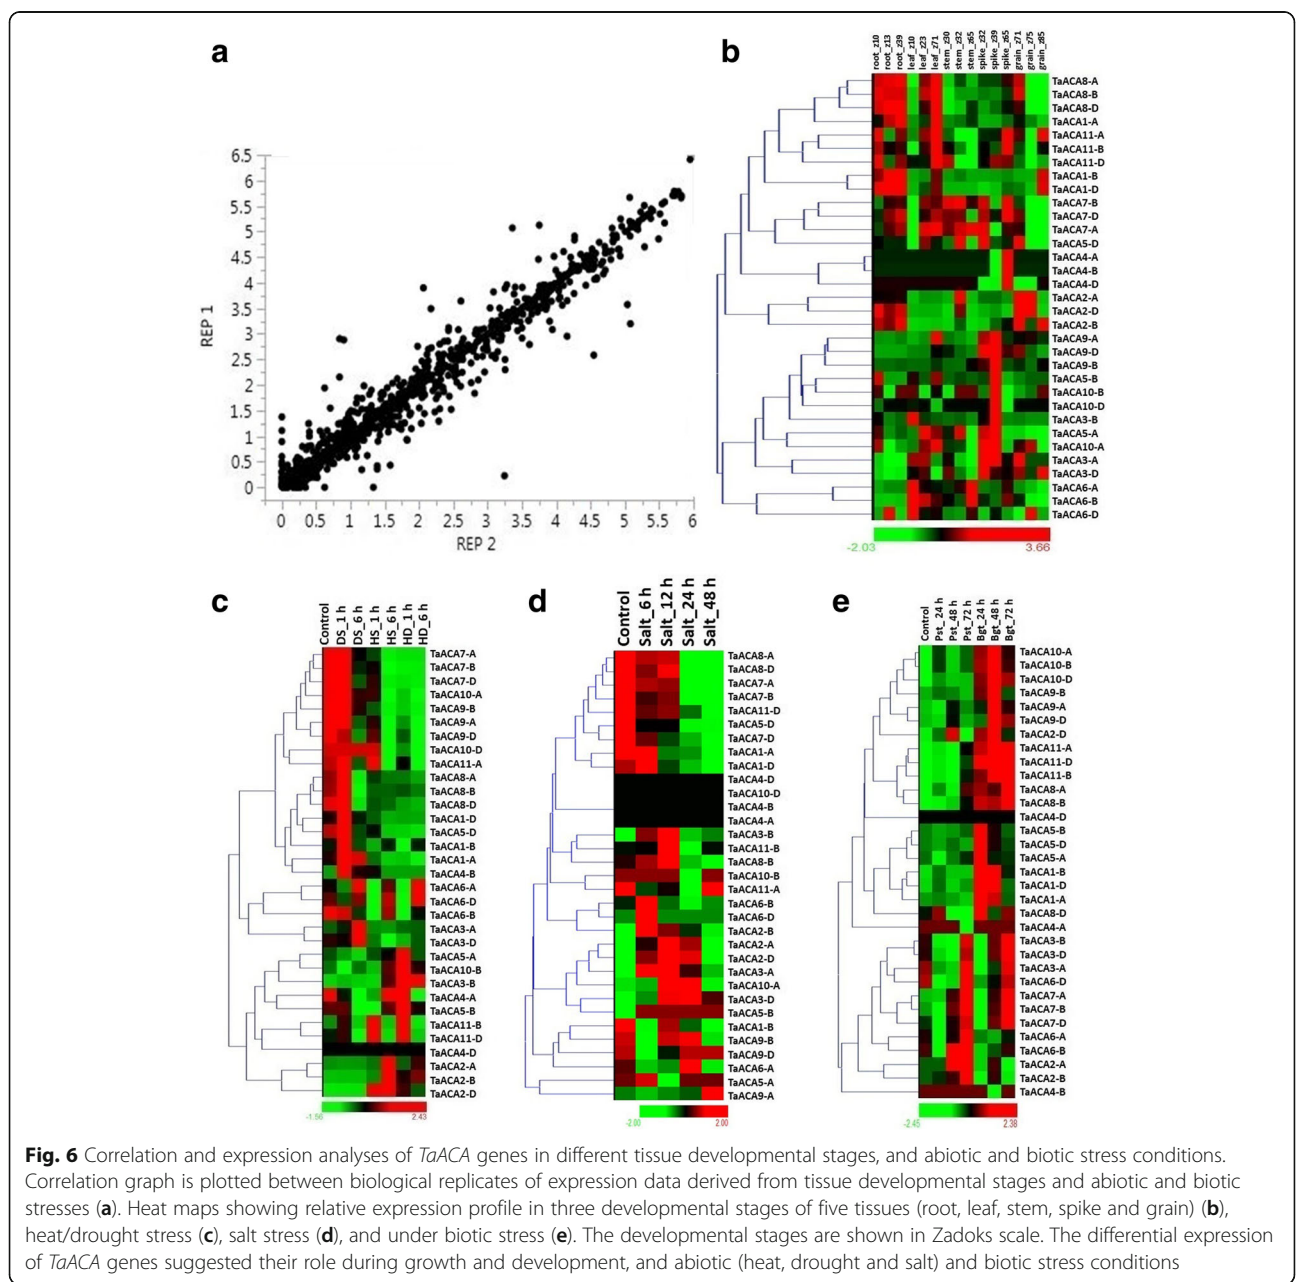 a
6.5
6
5.5
5
4.5
4
3.5
3
2.5
2
1.5
1
0.5
0
REP 1
0 0.5 1 1.5 2 2.5 3 3.5 4 4.5 5 5.5 6
REP 2
b
root_z10 root_z13 root_z39 leaf_z10 leaf_z23 leaf_z71 stem_z30 stem_z32 stem_z65 spike_z32 spike_z39 spike_z65 grain_z71 grain_z75 grain_z85
TaACA8-A
TaACA8-B
TaACA8-D
TaACA1-A
TaACA11-A
TaACA11-B
TaACA11-D
TaACA1-B
TaACA1-D
TaACA7-B
TaACA7-D
TaACA7-A
TaACA5-D
TaACA4-A
TaACA4-B
TaACA4-D
TaACA2-A
TaACA2-D
TaACA2-B
TaACA9-A
TaACA9-D
TaACA9-B
TaACA5-B
TaACA10-B
TaACA10-D
TaACA3-B
TaACA5-A
TaACA10-A
TaACA3-A
TaACA3-D
TaACA6-A
TaACA6-B
TaACA6-D
-2.03 3.66
c
Control DS_1 h DS_6 h HS_1 h HS_6 h HD_1 h HD_6 h
TaACA7-A
TaACA7-B
TaACA7-D
TaACA10-A
TaACA9-B
TaACA9-A
TaACA9-D
TaACA10-D
TaACA11-A
TaACA8-A
TaACA8-B
TaACA8-D
TaACA1-D
TaACA5-D
TaACA1-B
TaACA1-A
TaACA4-B
TaACA6-A
TaACA6-D
TaACA6-B
TaACA3-A
TaACA3-D
TaACA5-A
TaACA10-B
TaACA3-B
TaACA4-A
TaACA5-B
TaACA11-B
TaACA11-D
TaACA4-D
TaACA2-A
TaACA2-B
TaACA2-D
2.43
d
Control Salt_6 h Salt_12 h Salt_24 h Salt_48 h
TaACA8-A
TaACA8-D
TaACA7-A
TaACA7-B
TaACA11-D
TaACA5-D
TaACA7-D
TaACA1-A
TaACA1-D
TaACA4-D
TaACA10-D
TaACA4-B
TaACA4-A
TaACA3-B
TaACA11-B
TaACA8-B
TaACA10-B
TaACA11-A
TaACA6-B
TaACA6-D
TaACA2-B
TaACA2-A
TaACA2-D
TaACA3-A
TaACA10-A
TaACA3-D
TaACA5-B
TaACA1-B
TaACA9-B
TaACA9-D
TaACA6-A
TaACA5-A
TaACA9-A
-2.00 2.00
e
Control Pst_24 h Pst_48 h Pst_72 h Bgt_24 h Bgt_48 h Bgt_72 h
TaACA10-A
TaACA10-B
TaACA10-D
TaACA9-B
TaACA9-A
TaACA9-D
TaACA2-D
TaACA11-A
TaACA11-D
TaACA11-B
TaACA8-A
TaACA8-B
TaACA4-D
TaACA5-B
TaACA5-D
TaACA5-A
TaACA1-B
TaACA1-D
TaACA1-A
TaACA8-D
TaACA4-A
TaACA3-B
TaACA3-D
TaACA3-A
TaACA6-D
TaACA7-A
TaACA7-B
TaACA7-D
TaACA6-A
TaACA6-B
TaACA2-A
TaACA2-B
TaACA4-B
-2.45 2.38
Fig. 6 Correlation and expression analyses of TaACA genes in different tissue developmental stages, and abiotic and biotic stress conditions.
Correlation graph is plotted between biological replicates of expression data derived from tissue developmental stages and abiotic and biotic
stresses (a). Heat maps showing relative expression profile in three developmental stages of five tissues (root, leaf, stem, spike and grain) (b),
heat/drought stress (c), salt stress (d), and under biotic stress (e). The developmental stages are shown in Zadoks scale. The differential expression
of TaACA genes suggested their role during growth and development, and abiotic (heat, drought and salt) and biotic stress conditions